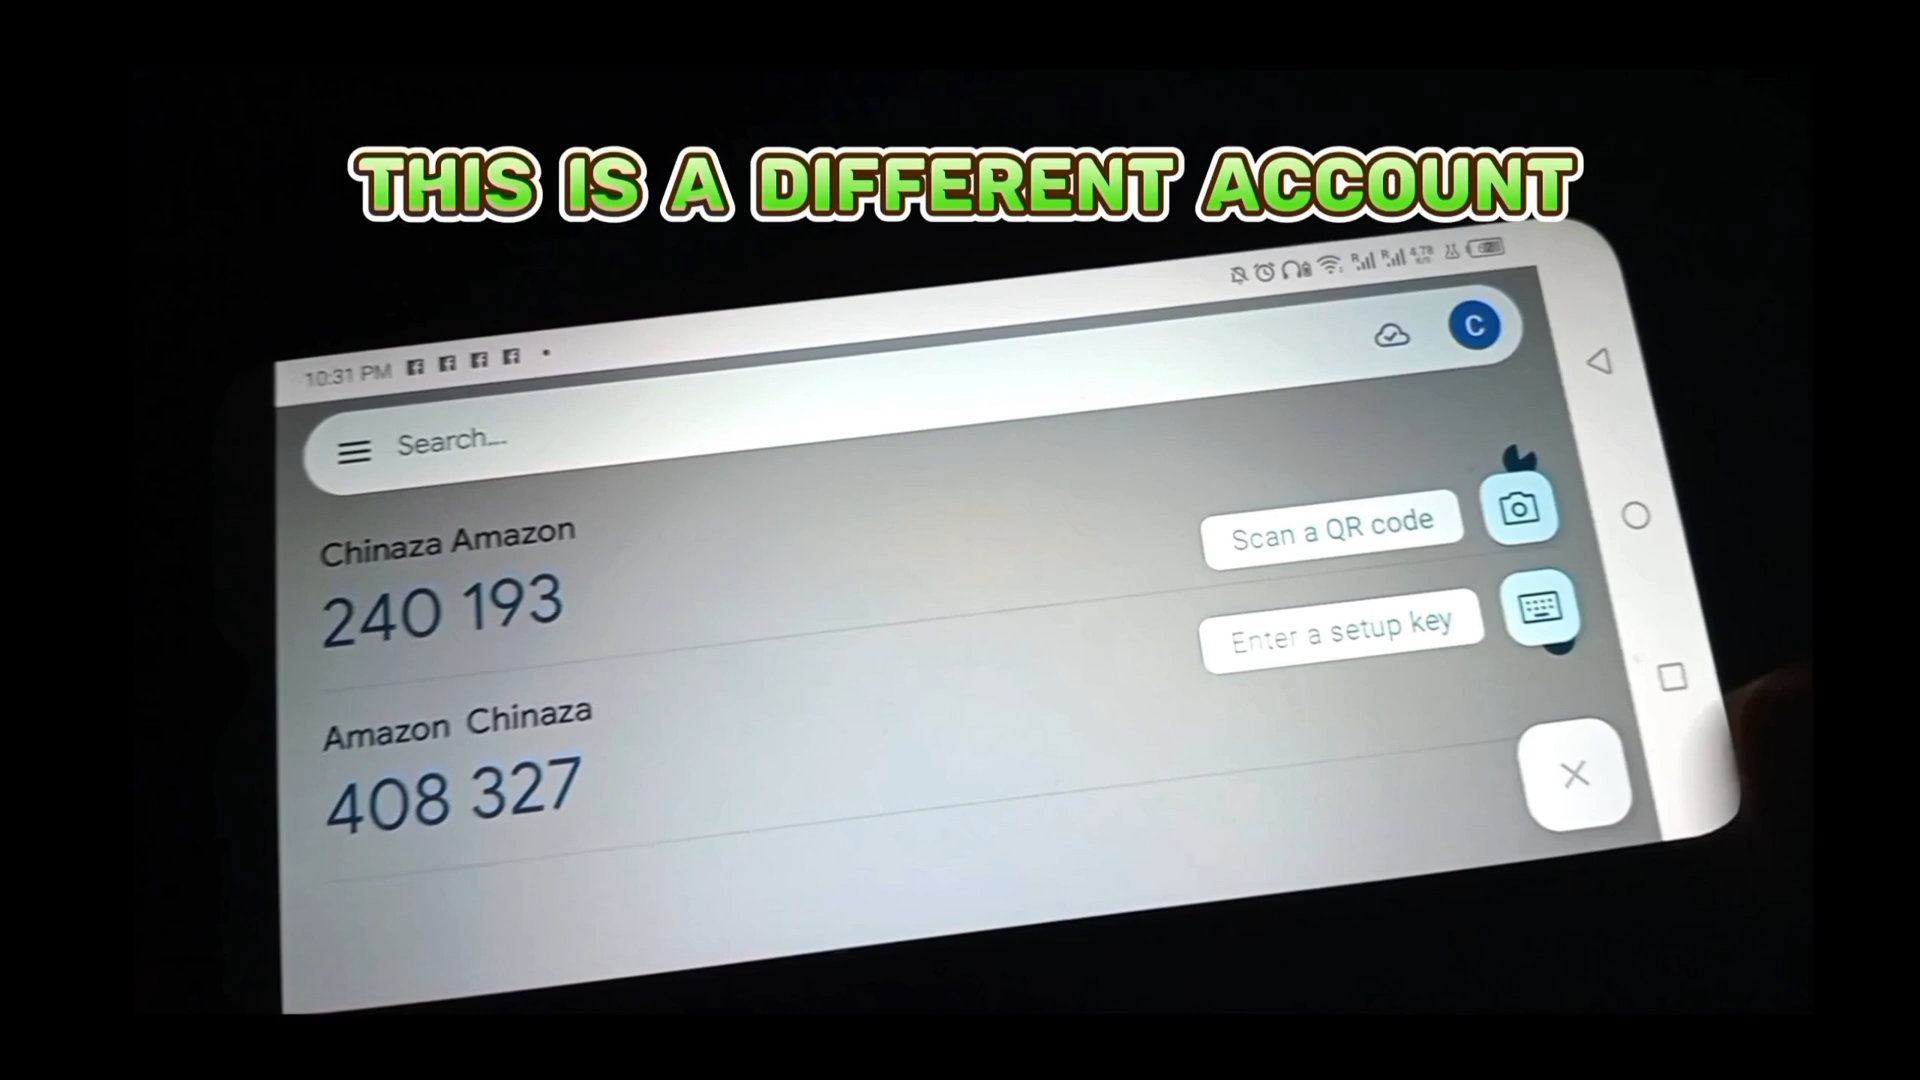 THIS IS A DIFFERENT ACCOUNT
10:31 PM
C
Search...
Chinaza Amazon
240 193
Scan a QR code
Enter a setup key
Amazon Chinaza
408 327